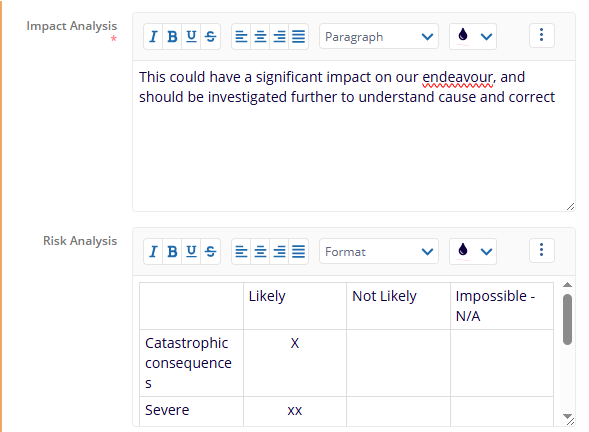 Impact Analysis
*
I B U S
Paragraph
This could have a significant impact on our endeavour, and
should be investigated further to understand cause and correct
Risk Analysis
I B U S
Format
Likely Not Likely Impossible -
N/A
Catastrophic X
consequence
s
Severe xx